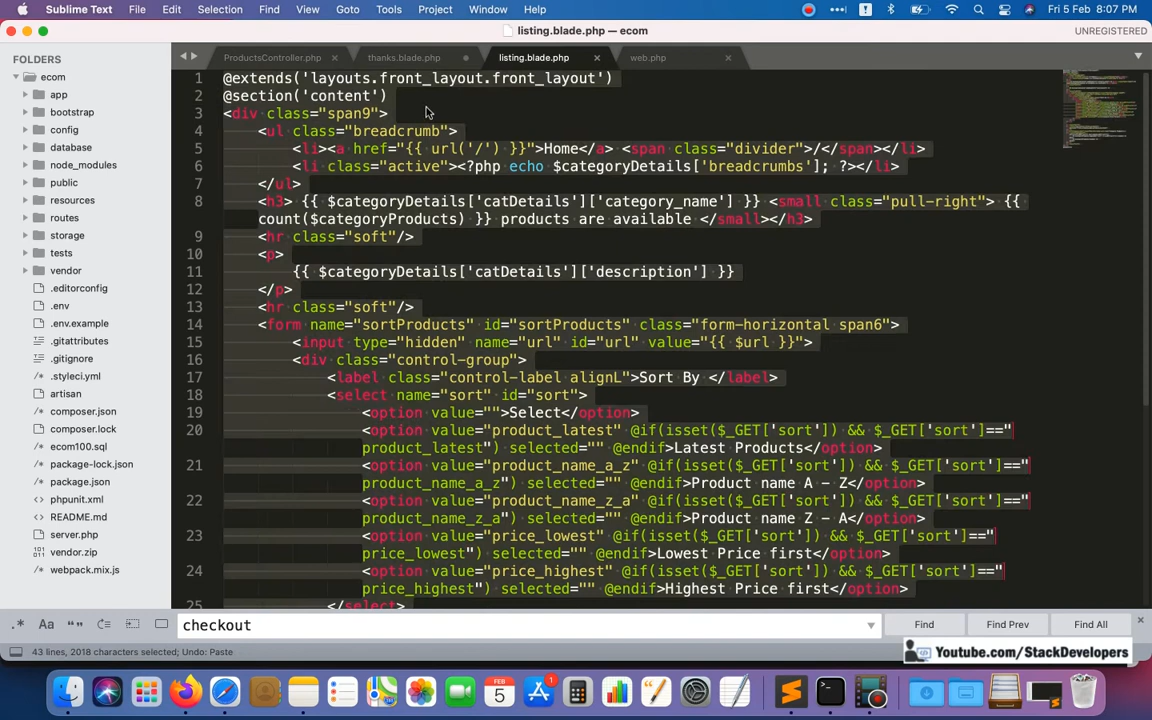 Sublime Text File Edit Selection Find View Goto Tools Project Window Help Fri 5 Feb 8:07 PM
listing.blade.php — ecom UNREGISTERED
FOLDERS
ecom
app
bootstrap
config
database
node_modules
public
resources
routes
storage
tests
vendor
.editorconfig
.env
.env.example
.gitattributes
.gitignore
.styleci.yml
artisan
composer.json
composer.lock
ecom100.sql
package-lock.json
package.json
phpunit.xml
README.md
server.php
vendor.zip
webpack.mix.js
ProductsController.php thanks.blade.php listing.blade.php web.php
1 @extends('layouts.front_layout.front_layout')
2 @section('content')
3 <div class="span9">
4 <ul class="breadcrumb">
5 <li><a href="{{ url('/') }}">Home</a> <span class="divider">/</span></li>
6 <li class="active"><?php echo $categoryDetails['breadcrumbs']; ?></li>
7 </ul>
8 <h3> {{ $categoryDetails['catDetails']['category_name'] }} <small class="pull-right"> {{
count($categoryProducts) }} products are available </small></h3>
9 <hr class="soft"/>
10 <p>
11 {{ $categoryDetails['catDetails']['description'] }}
12 </p>
13 <hr class="soft"/>
14 <form name="sortProducts" id="sortProducts" class="form-horizontal span6">
15 <input type="hidden" name="url" id="url" value="{{ $url }}">
16 <div class="control-group">
17 <label class="control-label alignL">Sort By </label>
18 <select name="sort" id="sort">
19 <option value="">Select</option>
20 <option value="product_latest" @if(isset($_GET['sort']) && $_GET['sort']=="
product_latest") selected="" @endif>Latest Products</option>
21 <option value="product_name_a_z" @if(isset($_GET['sort']) && $_GET['sort']=="
product_name_a_z") selected="" @endif>Product name A - Z</option>
22 <option value="product_name_z_a" @if(isset($_GET['sort']) && $_GET['sort']=="
product_name_z_a") selected="" @endif>Product name Z - A</option>
23 <option value="price_lowest" @if(isset($_GET['sort']) && $_GET['sort']=="
price_lowest") selected="" @endif>Lowest Price first</option>
24 <option value="price_highest" @if(isset($_GET['sort']) && $_GET['sort']=="
price_highest") selected="" @endif>Highest Price first</option>
25 </select>
checkout Find Find Prev Find All
43 lines, 2018 characters selected; Undo: Paste
Youtube.com/StackDevelopers
FEB
5
1